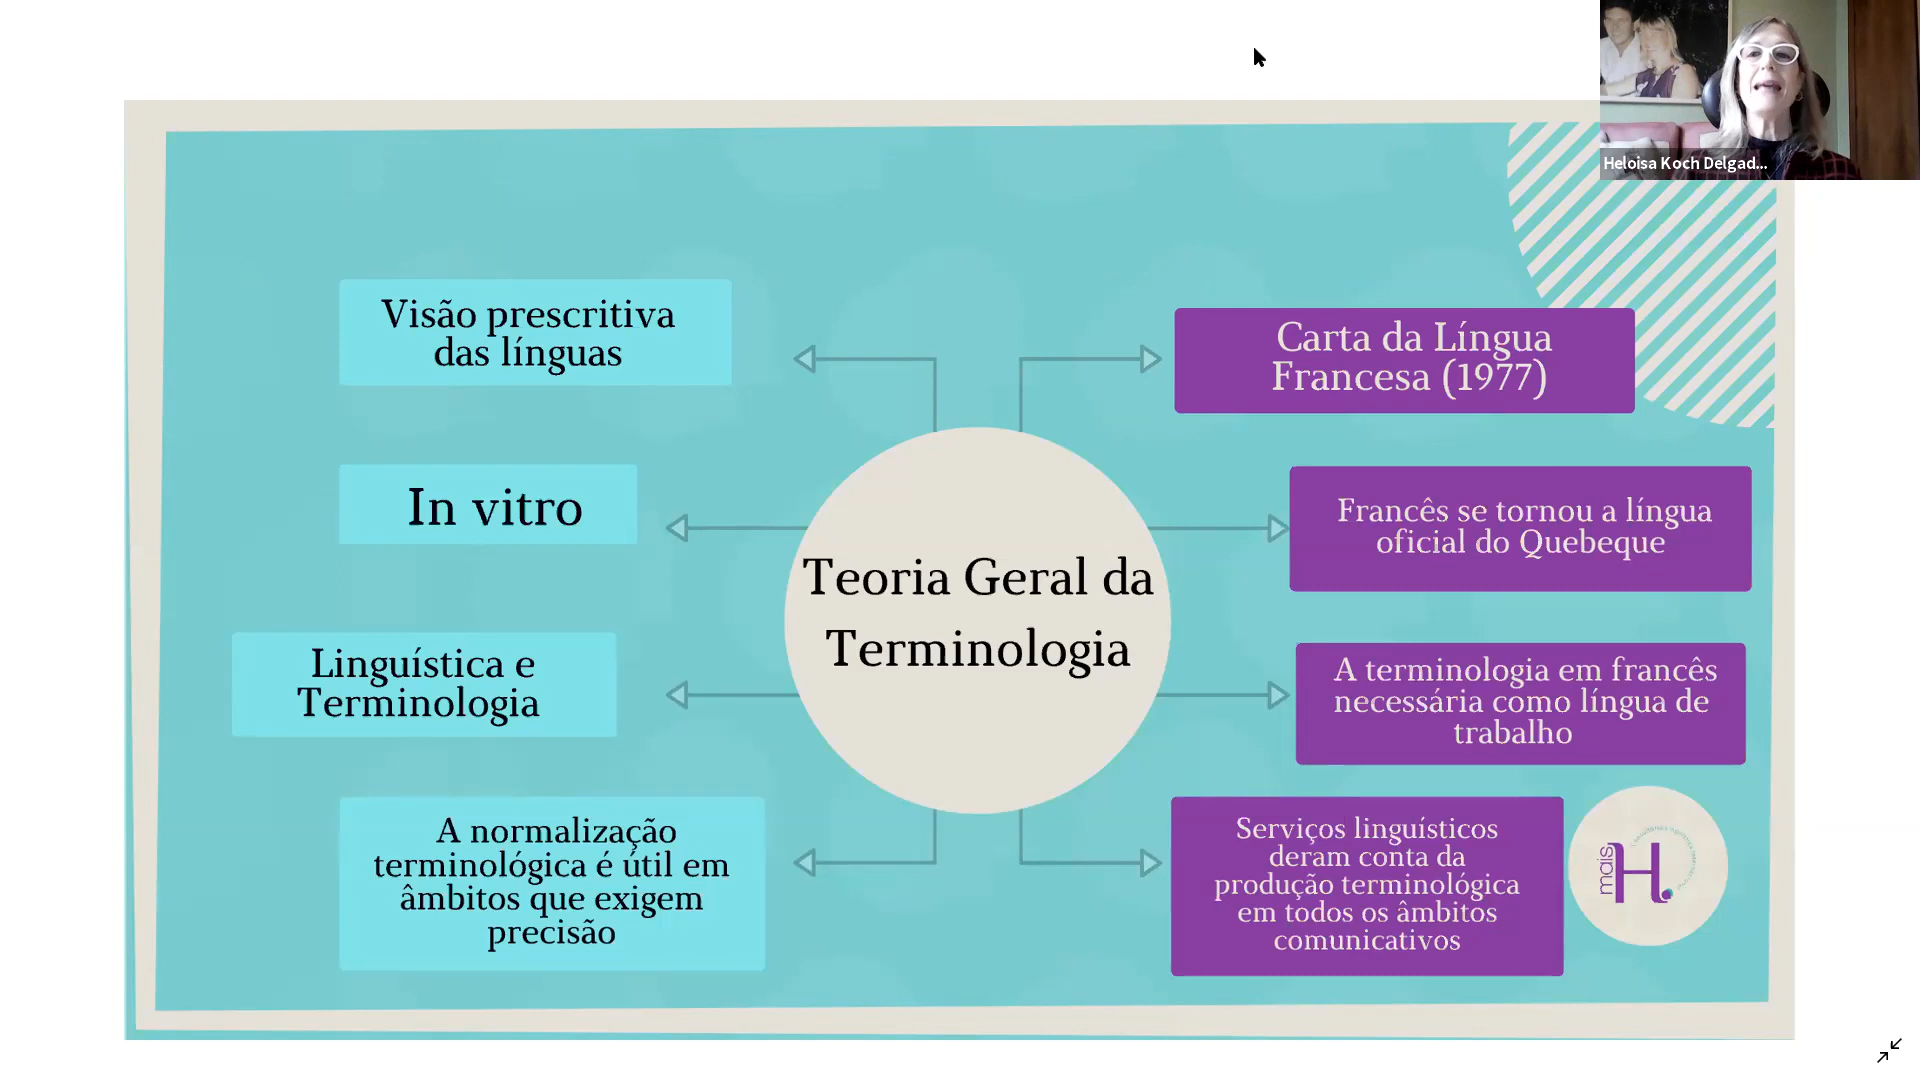 Heloisa Koch Delgad...
Visão prescritiva
das línguas
Carta da Língua
Francesa (1977)
In vitro
Francês se tornou a língua
oficial do Quebeque
Teoria Geral da
Terminologia
Linguística e
Terminologia
A terminologia em francês
necessária como língua de
trabalho
A normalização
terminológica é útil em
âmbitos que exigem
precisão
Serviços linguísticos
deram conta da
produção terminológica
em todos os âmbitos
comunicativos
mais
H